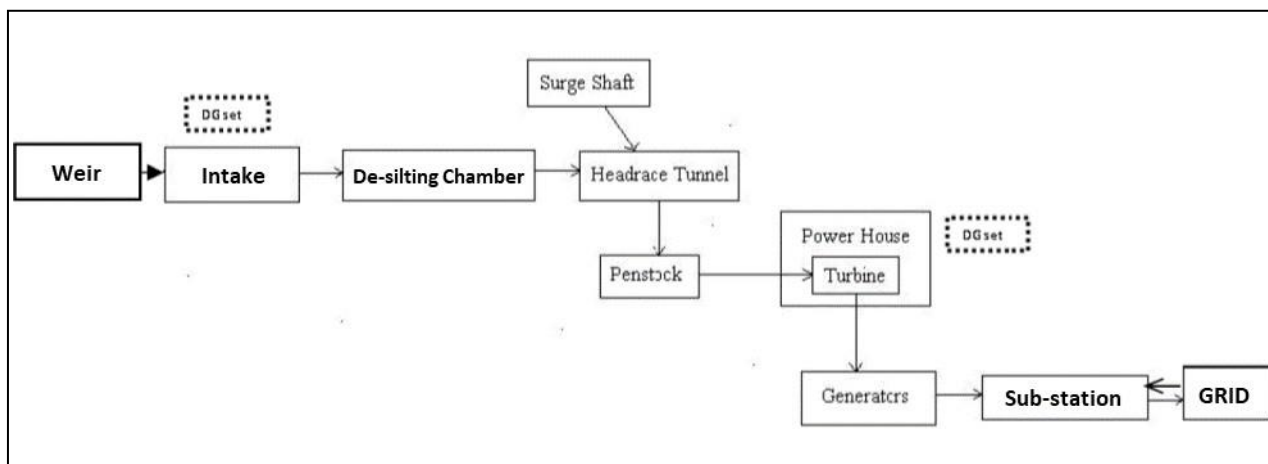 Surge Shaft
DG set
Weir
Intake
De-silting Chamber
Headrace Tunnel
Power House
DG set
Penstock
Turbine
Generators
Sub-station
GRID